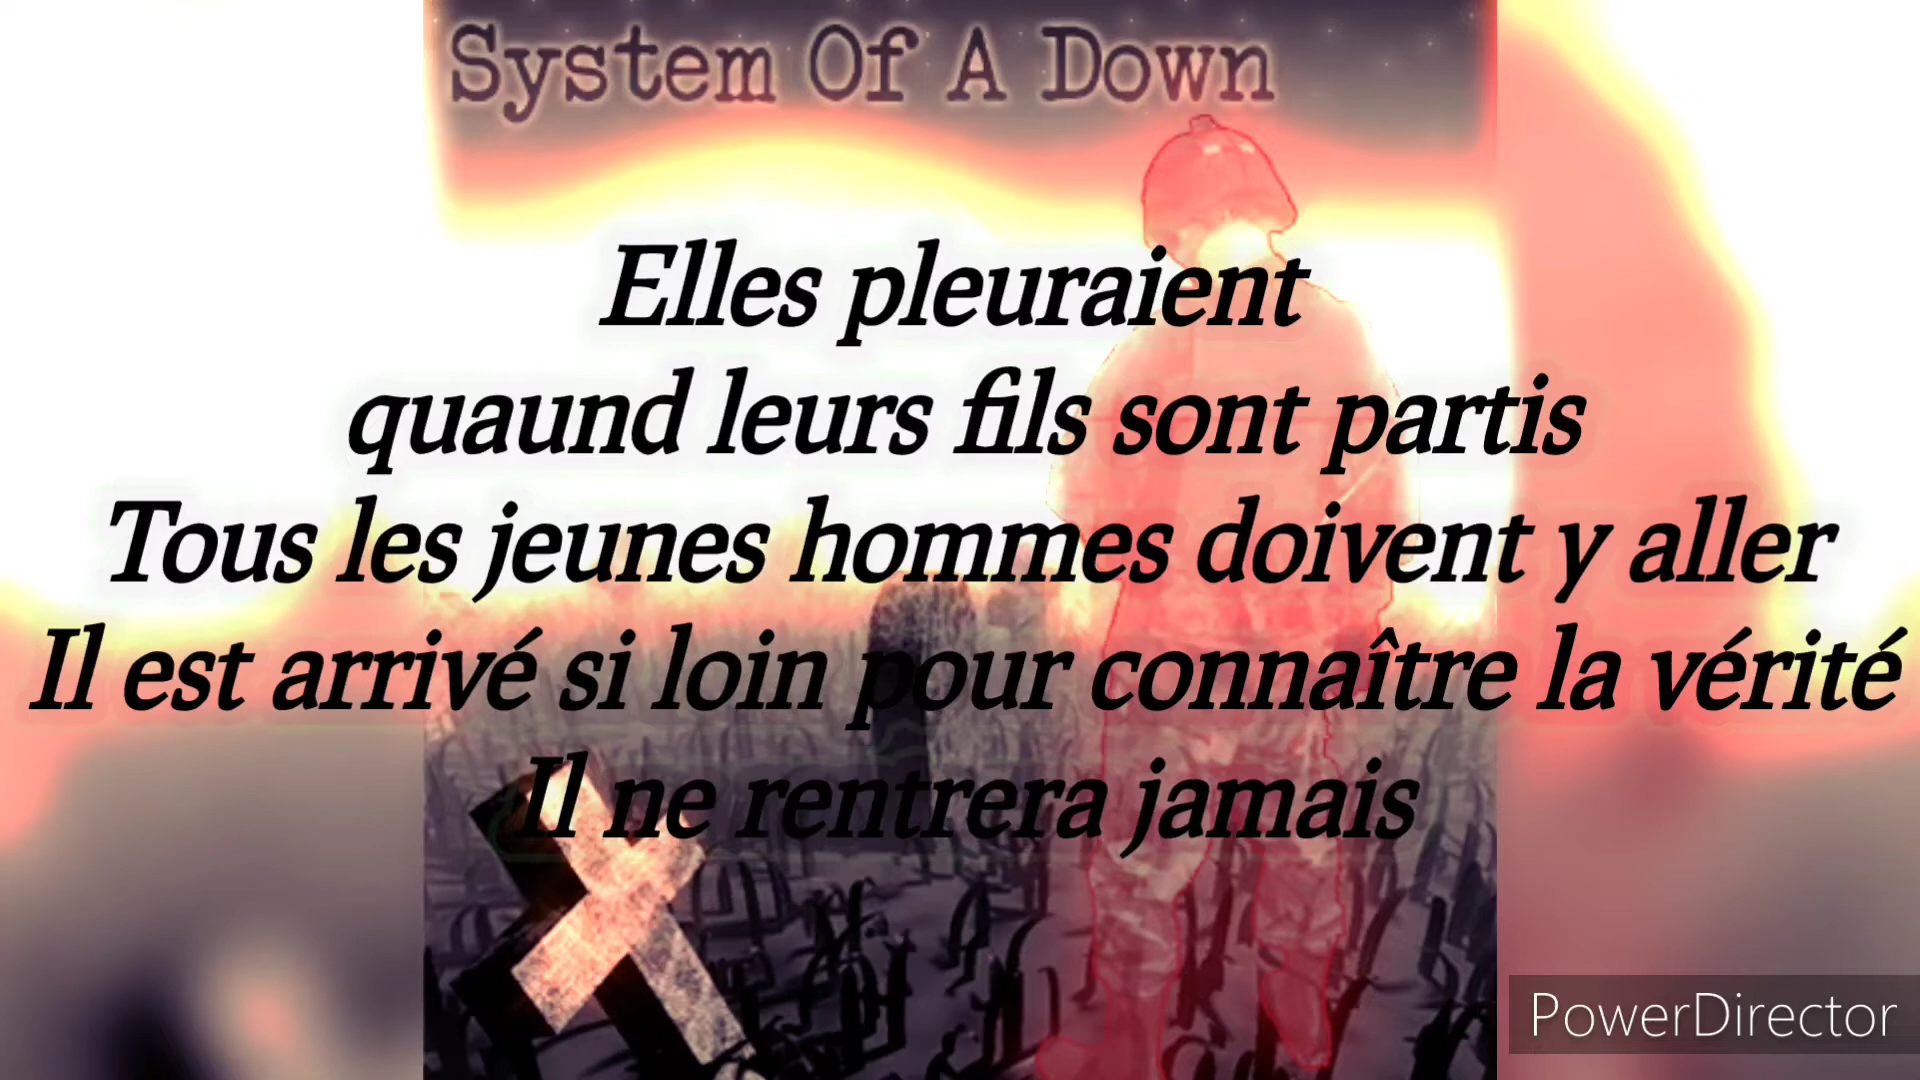 System Of A Down
Elles pleuraient
quaund leurs fils sont partis
Tous les jeunes hommes doivent y aller
Il est arrivé si loin pour connaître la vérité
Il ne rentrera jamais
PowerDirector